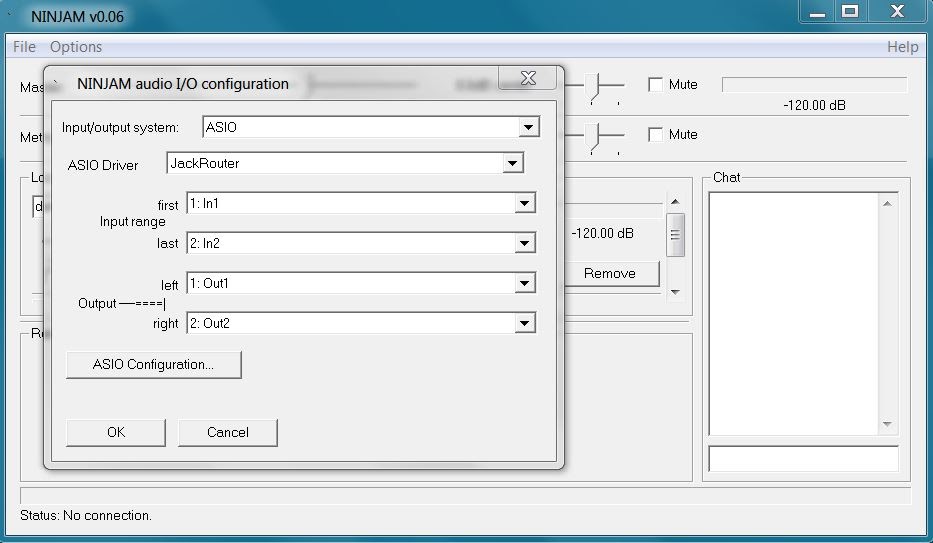 NINJAM v0.06
File Options Help
NINJAM audio I/O configuration
Mute
-120.00 dB
Mute
Input/output system: ASIO
ASIO Driver JackRouter
first 1: In1
Input range
last 2: In2
left 1: Out1
Output
right 2: Out2
ASIO Configuration...
OK Cancel
-120.00 dB
Remove
Chat
Status: No connection.